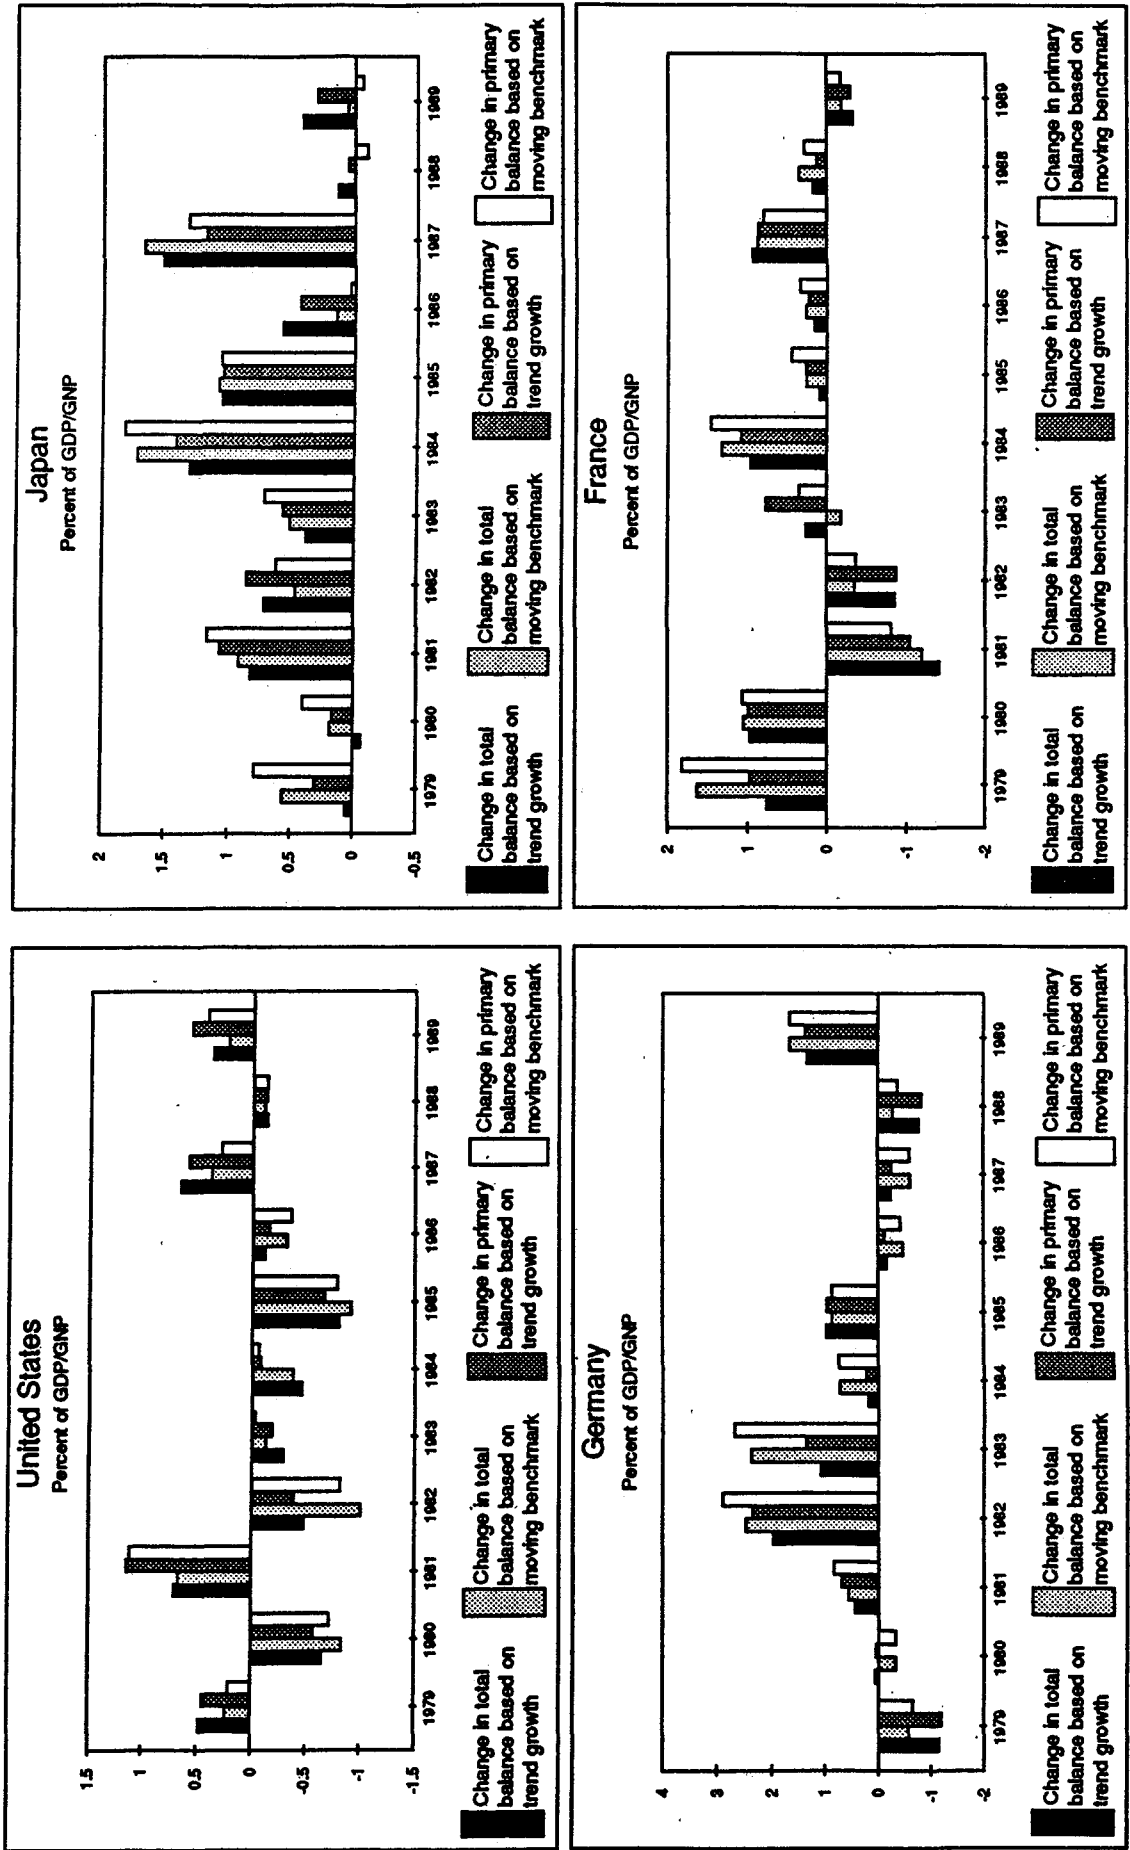 United States
Percent of GDP/GNP
1.5
1
0.5
0
-0.5
-1
-1.5
1979
1980
1981
1982
1983
1984
1985
1986
1987
1988
1989
Change in total
balance based on
trend growth
Change in total
balance based on
moving benchmark
Change in primary
balance based on
trend growth
Change in primary
balance based on
moving benchmark
Japan
Percent of GDP/GNP
2
1.5
1
0.5
0
-0.5
1979
1980
1981
1982
1983
1984
1985
1986
1987
1988
1989
Change in total
balance based on
trend growth
Change in total
balance based on
moving benchmark
Change in primary
balance based on
trend growth
Change in primary
balance based on
moving benchmark
Germany
Percent of GDP/GNP
4
3
2
1
0
-1
-2
1979
1980
1981
1982
1983
1984
1985
1986
1987
1988
1989
Change in total
balance based on
trend growth
Change in total
balance based on
moving benchmark
Change in primary
balance based on
trend growth
Change in primary
balance based on
moving benchmark
France
Percent of GDP/GNP
2
1
0
-1
-2
1979
1980
1981
1982
1983
1984
1985
1986
1987
1988
1989
Change in total
balance based on
trend growth
Change in total
balance based on
moving benchmark
Change in primary
balance based on
trend growth
Change in primary
balance based on
moving benchmark